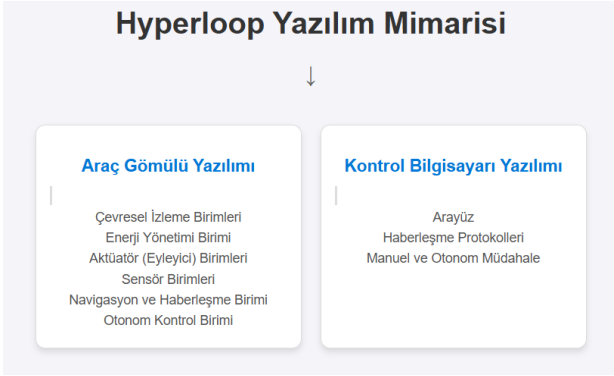 Hyperloop Yazılım Mimarisi
↓
Araç Gömülü Yazılımı
Çevresel İzleme Birimleri
Enerji Yönetimi Birimi
Aktüatör (Eyleyici) Birimleri
Sensör Birimleri
Navigasyon ve Haberleşme Birimi
Otonom Kontrol Birimi
Kontrol Bilgisayarı Yazılımı
Arayüz
Haberleşme Protokolleri
Manuel ve Otonom Müdahale